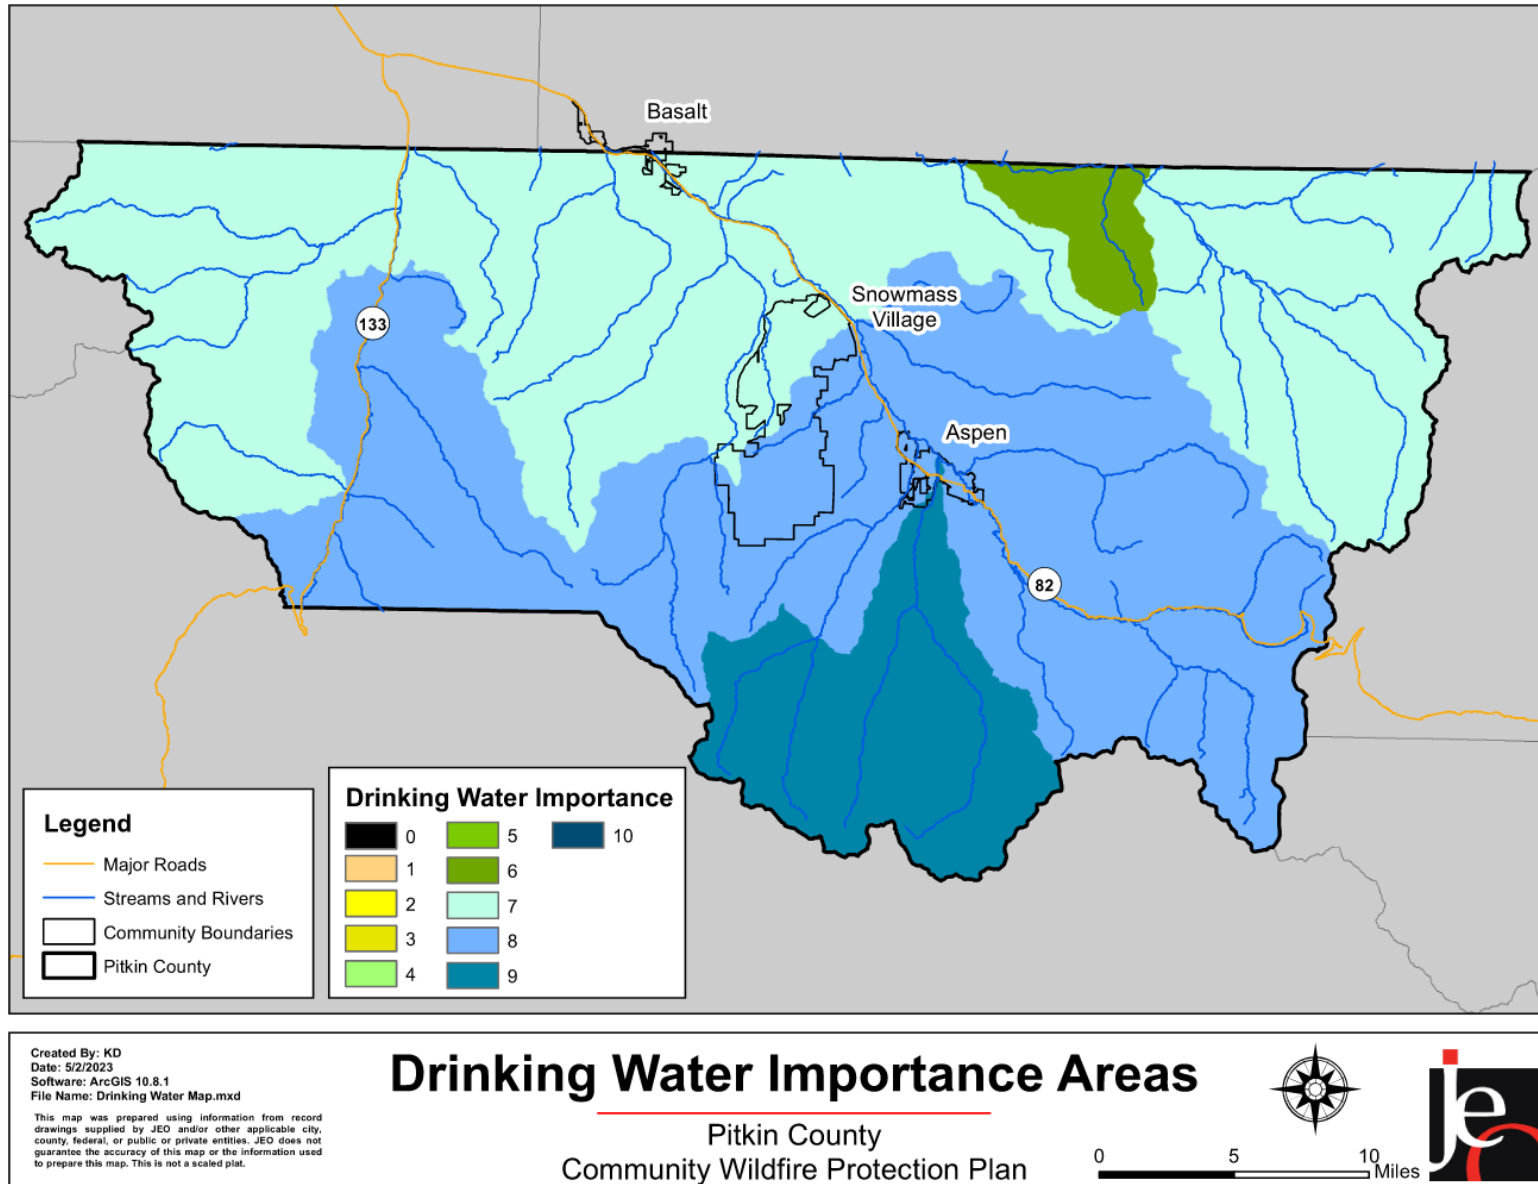 Basalt
Snowmass
Village
133
Aspen
82
Legend
Major Roads
Streams and Rivers
Community Boundaries
Pitkin County
Drinking Water Importance
0
1
2
3
4
5
6
7
8
9
10
Created By: KD
Date: 5/2/2023
Software: ArcGIS 10.8.1
File Name: Drinking Water Map.mxd
This map was prepared using information from record
drawings supplied by JEO and/or other applicable city,
county, federal, or public or private entities. JEO does not
guarantee the accuracy of this map or the information used
to prepare this map. This is not a scaled plat.
Drinking Water Importance Areas
Pitkin County
Community Wildfire Protection Plan
0 5 10
Miles
jeo